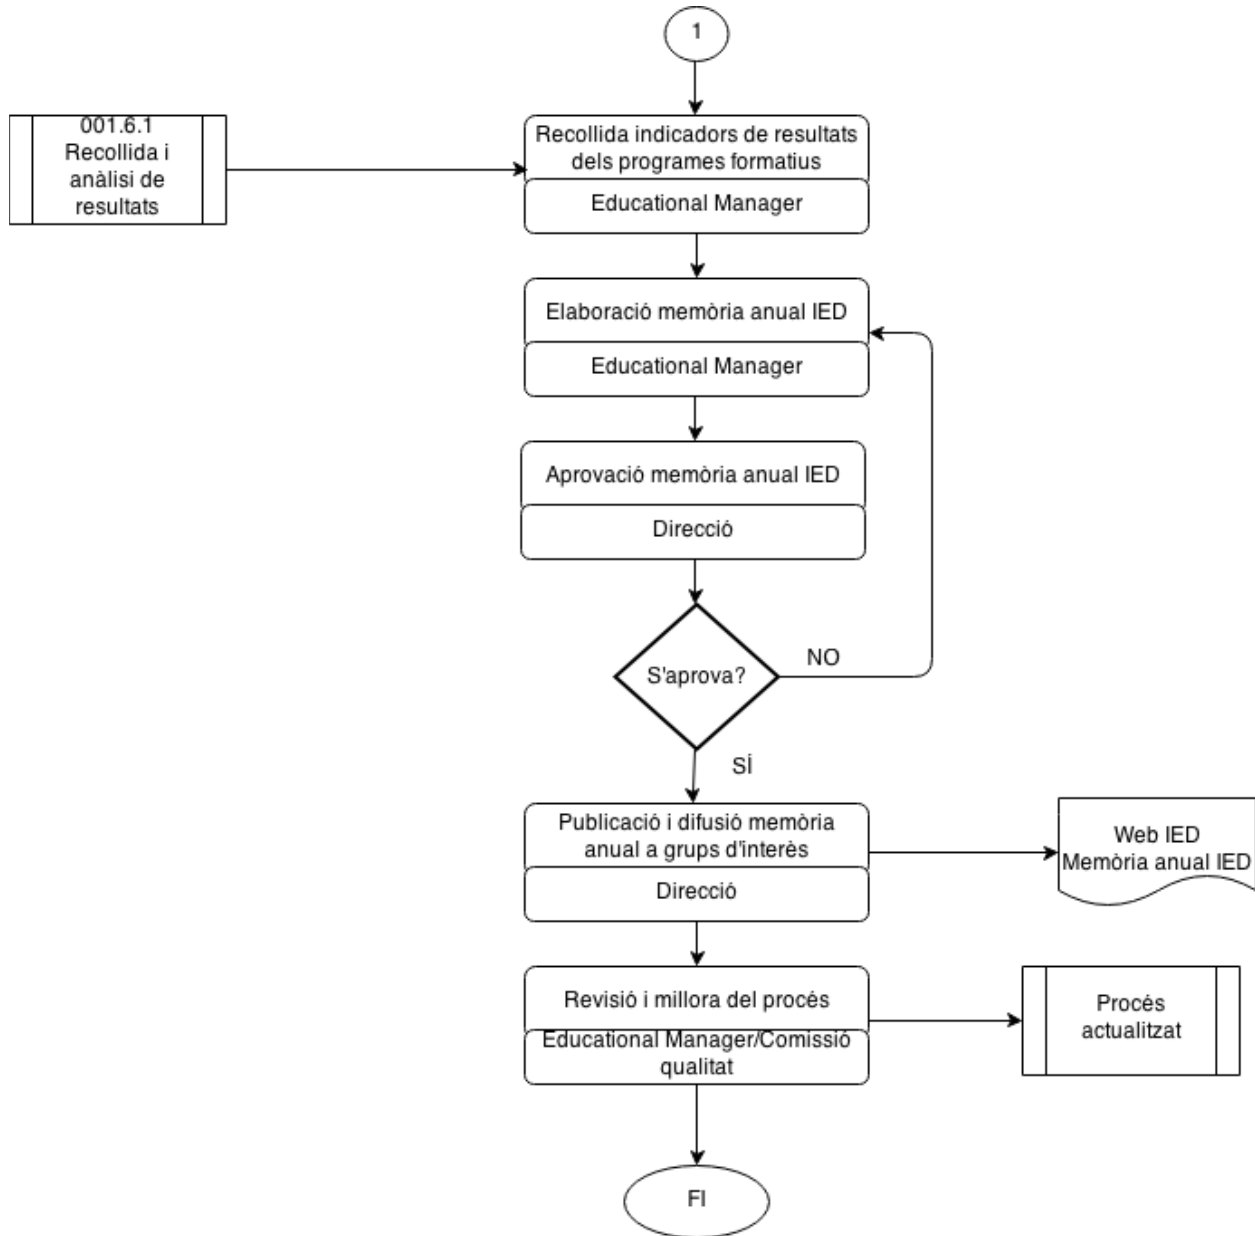 1
001.6.1
Recollida i
anàlisi de
resultats
Recollida indicadors de resultats
dels programes formatius
Educational Manager
Elaboració memòria anual IED
Educational Manager
Aprovació memòria anual IED
Direcció
S'aprova?
NO
SÍ
Publicació i difusió memòria
anual a grups d'interès
Direcció
Web IED
Memòria anual IED
Revisió i millora del procés
Educational Manager/Comissió
qualitat
Procés
actualitzat
FI